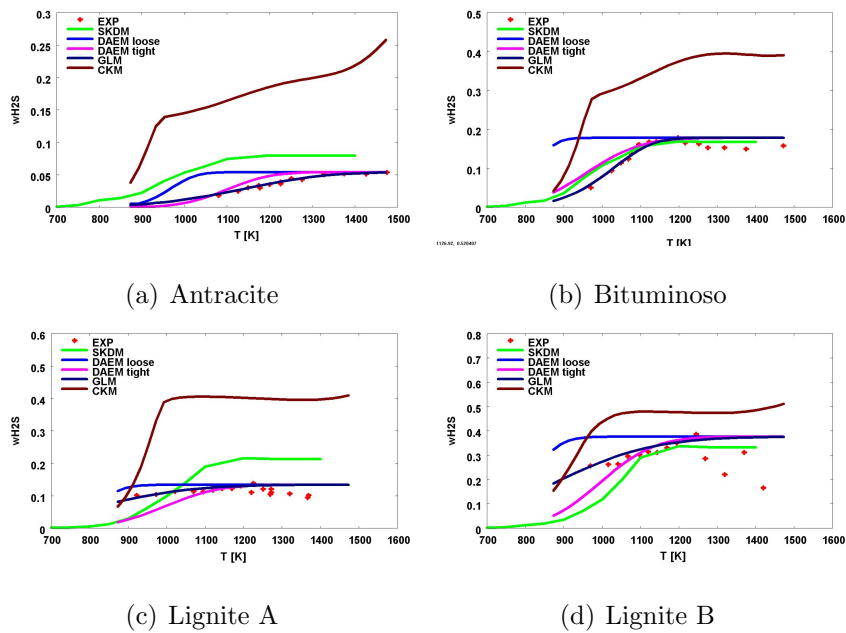 EXP
SKDM
DAEM loose
DAEM tight
GLM
CKM
wH2S
0.3
0.25
0.2
0.15
0.1
0.05
0
700 800 900 1000 1100 1200 1300 1400 1500
T [K]
(a) Antracite
EXP
SKDM
DAEM loose
DAEM tight
GLM
CKM
wH2S
0.5
0.4
0.3
0.2
0.1
0
700 800 900 1000 1100 1200 1300 1400 1500 1600
T [K]
1126.92, 0.520407
(b) Bituminoso
EXP
SKDM
DAEM loose
DAEM tight
GLM
CKM
wH2S
0.6
0.5
0.4
0.3
0.2
0.1
0
700 800 900 1000 1100 1200 1300 1400 1500 1600
T [K]
(c) Lignite A
EXP
SKDM
DAEM loose
DAEM tight
GLM
CKM
wH2S
0.8
0.7
0.6
0.5
0.4
0.3
0.2
0.1
0
700 800 900 1000 1100 1200 1300 1400 1500 1600
T [K]
(d) Lignite B